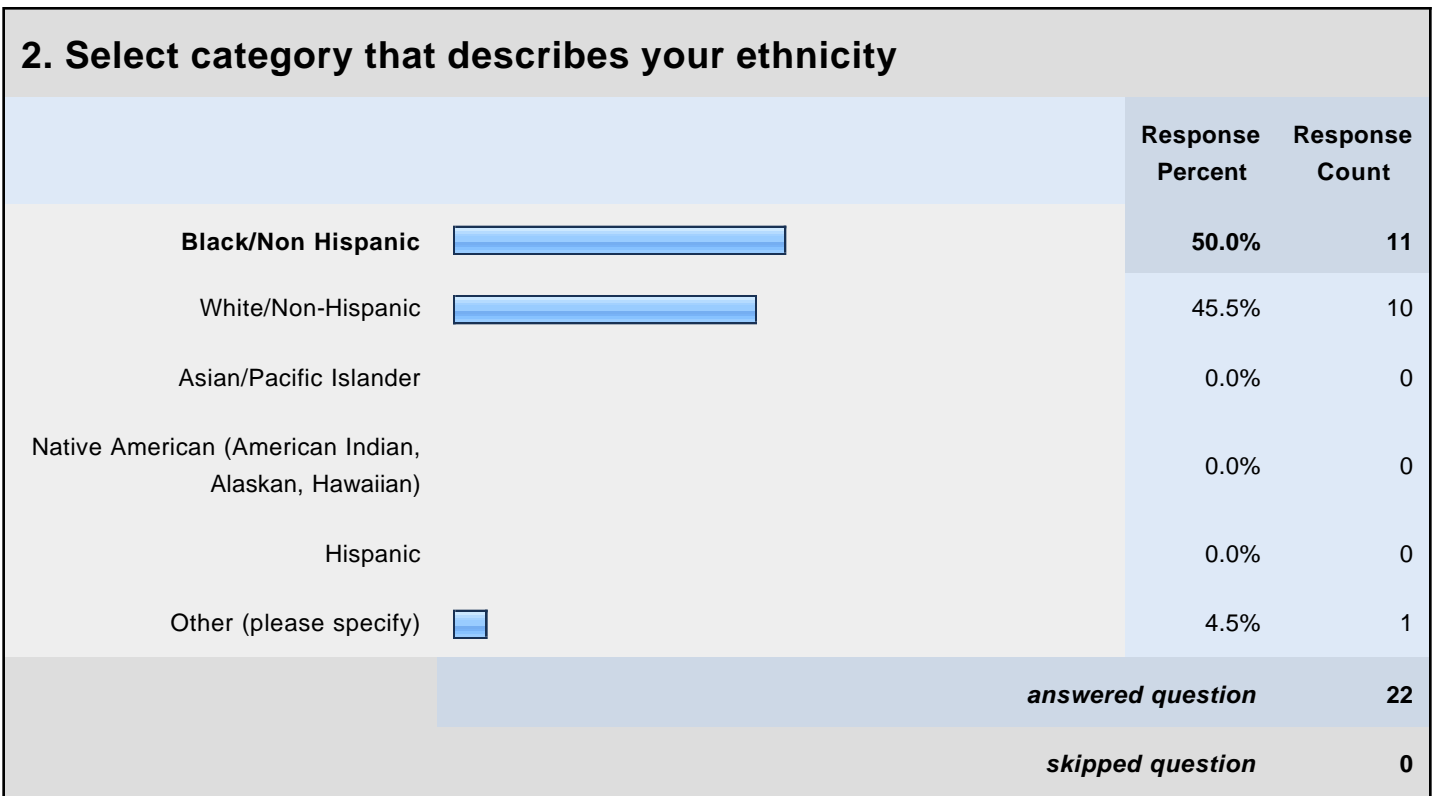 2. Select category that describes your ethnicity
Response Percent
Response Count
Black/Non Hispanic 50.0% 11
White/Non-Hispanic 45.5% 10
Asian/Pacific Islander 0.0% 0
Native American (American Indian,
Alaskan, Hawaiian) 0.0% 0
Hispanic 0.0% 0
Other (please specify) 4.5% 1
answered question 22
skipped question 0